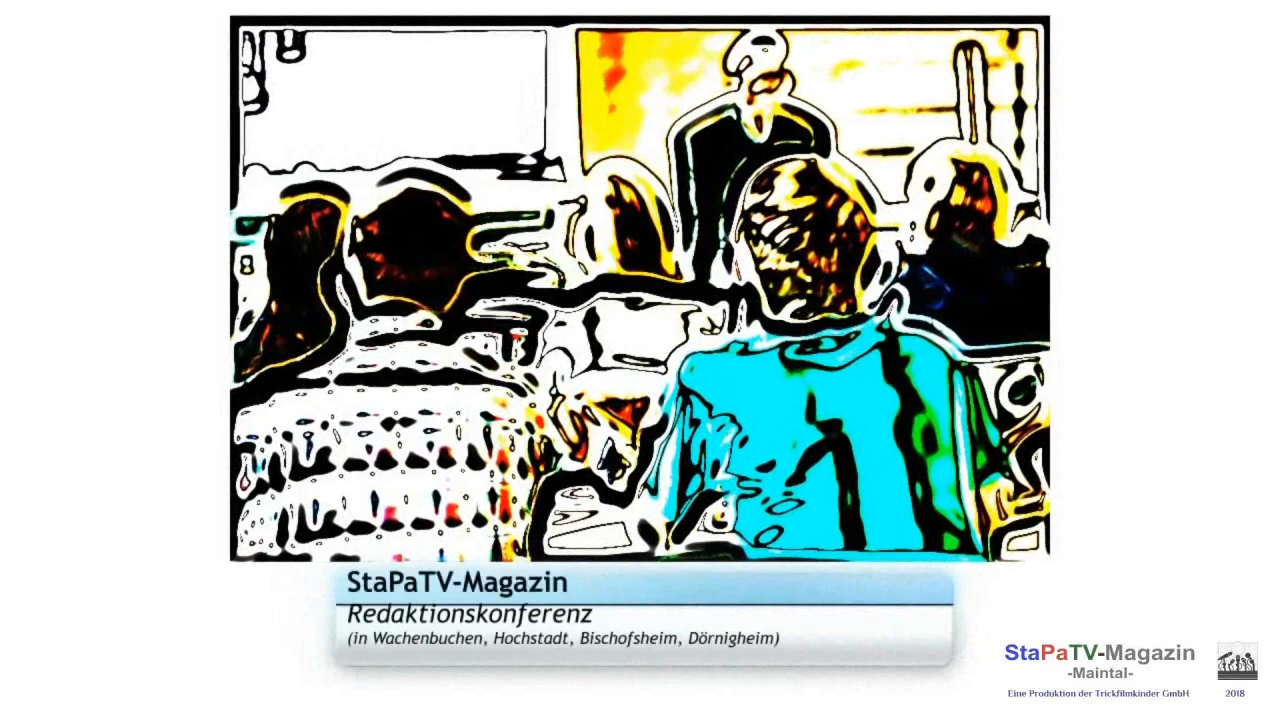 StaPaTV-Magazin
Redaktionskonferenz
(in Wachenbuchen, Hochstadt, Bischofsheim, Dörnigheim)
StaPaTV-Magazin
-Maintal-
Eine Produktion der Trickfilmkinder GmbH 2018